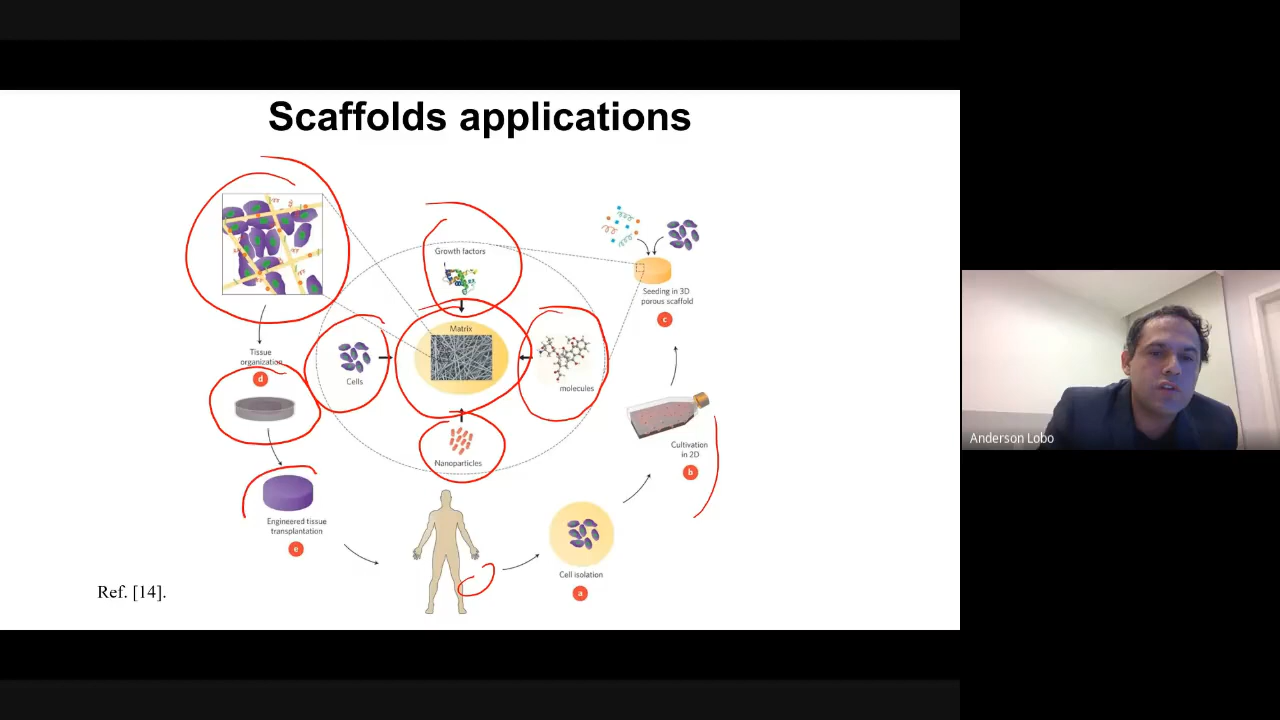 Scaffolds applications
Growth factors
Seeding in 3D
porous scaffold
c
Matrix
Tissue
organization
d
Cells
molecules
Cultivation
in 2D
b
Nanoparticles
Engineered tissue
transplantation
e
Cell isolation
a
Ref. [14].
Anderson Lobo